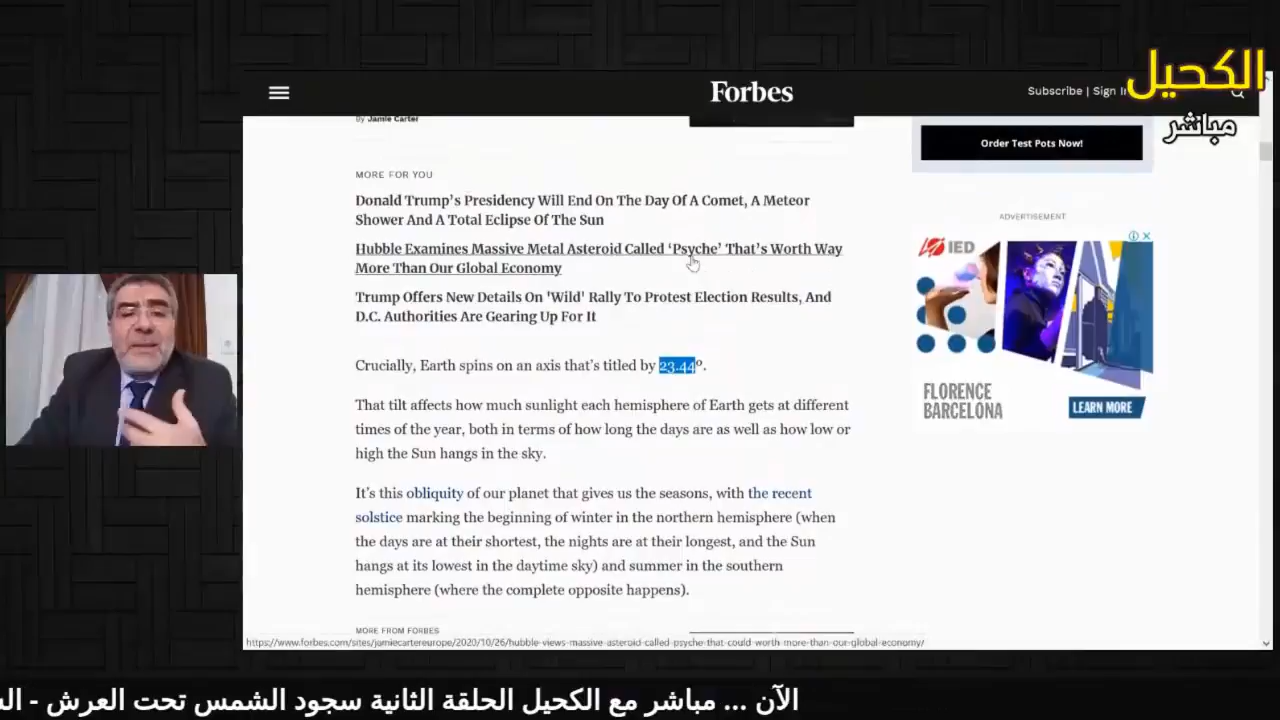 الكحيل
مباشر
Forbes
Subscribe | Sign In
By Jamie Carter
Order Test Pots Now!
MORE FOR YOU
Donald Trump's Presidency Will End On The Day Of A Comet, A Meteor
Shower And A Total Eclipse Of The Sun
Hubble Examines Massive Metal Asteroid Called ‘Psyche’ That's Worth Way
More Than Our Global Economy
Trump Offers New Details On 'Wild' Rally To Protest Election Results, And
D.C. Authorities Are Gearing Up For It
ADVERTISEMENT
IED
FLORENCE
BARCELONA
LEARN MORE
Crucially, Earth spins on an axis that's titled by 23.44º.
That tilt affects how much sunlight each hemisphere of Earth gets at different
times of the year, both in terms of how long the days are as well as how low or
high the Sun hangs in the sky.
It's this obliquity of our planet that gives us the seasons, with the recent
solstice marking the beginning of winter in the northern hemisphere (when
the days are at their shortest, the nights are at their longest, and the Sun
hangs at its lowest in the daytime sky) and summer in the southern
hemisphere (where the complete opposite happens).
MORE FROM FORBES
https://www.forbes.com/sites/jamiecartereurope/2020/10/26/hubble-views-massive-asteroid-called-psyche-that-could-worth-more-than-our-global-economy/
الآن ... مباشر مع الكحيل الحلقة الثانية سجود الشمس تحت العرش -